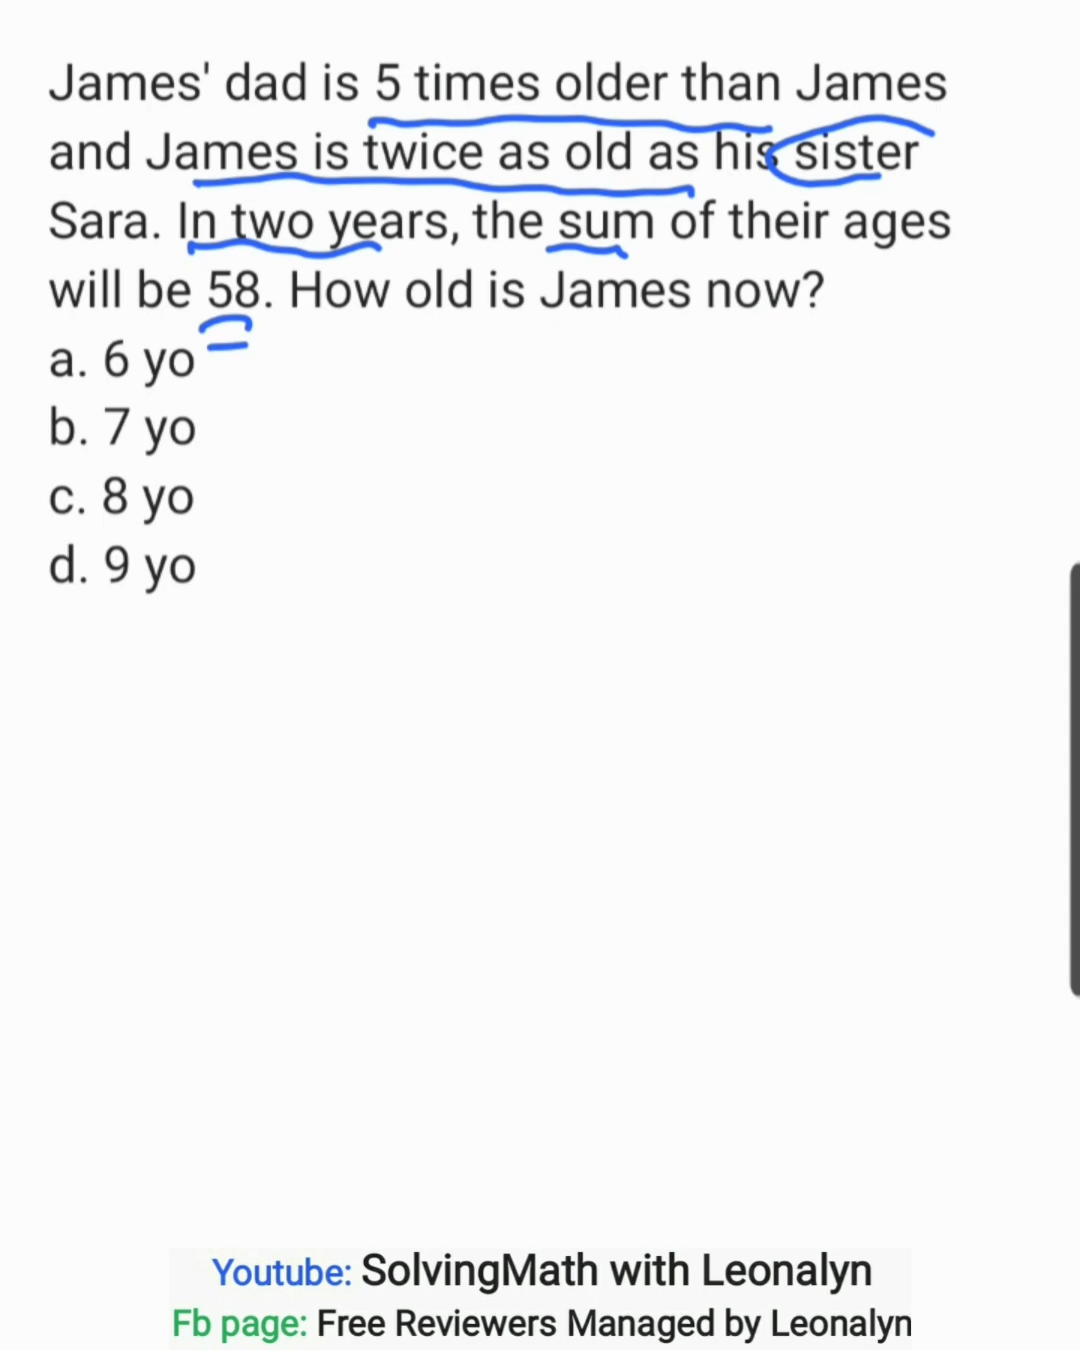 James' dad is 5 times older than James
and James is twice as old as his sister
Sara. In two years, the sum of their ages
will be 58. How old is James now?
a. 6 yo
b. 7 yo
c. 8 yo
d. 9 yo
Youtube: SolvingMath with Leonalyn
Fb page: Free Reviewers Managed by Leonalyn